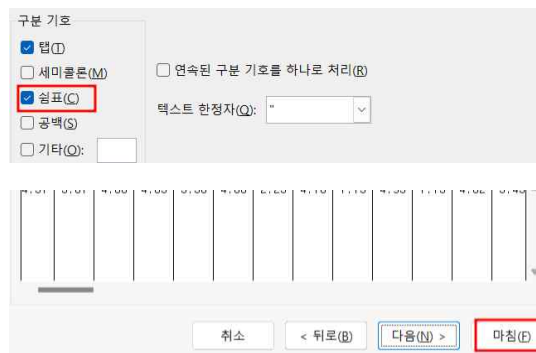 구분 기호
탭(T)
세미콜론(M)
연속된 구분 기호를 하나로 처리(R)
쉼표(C)
텍스트 한정자(Q): "
공백(S)
기타(O):
취소
< 뒤로(B)
다음(N) >
마침(F)